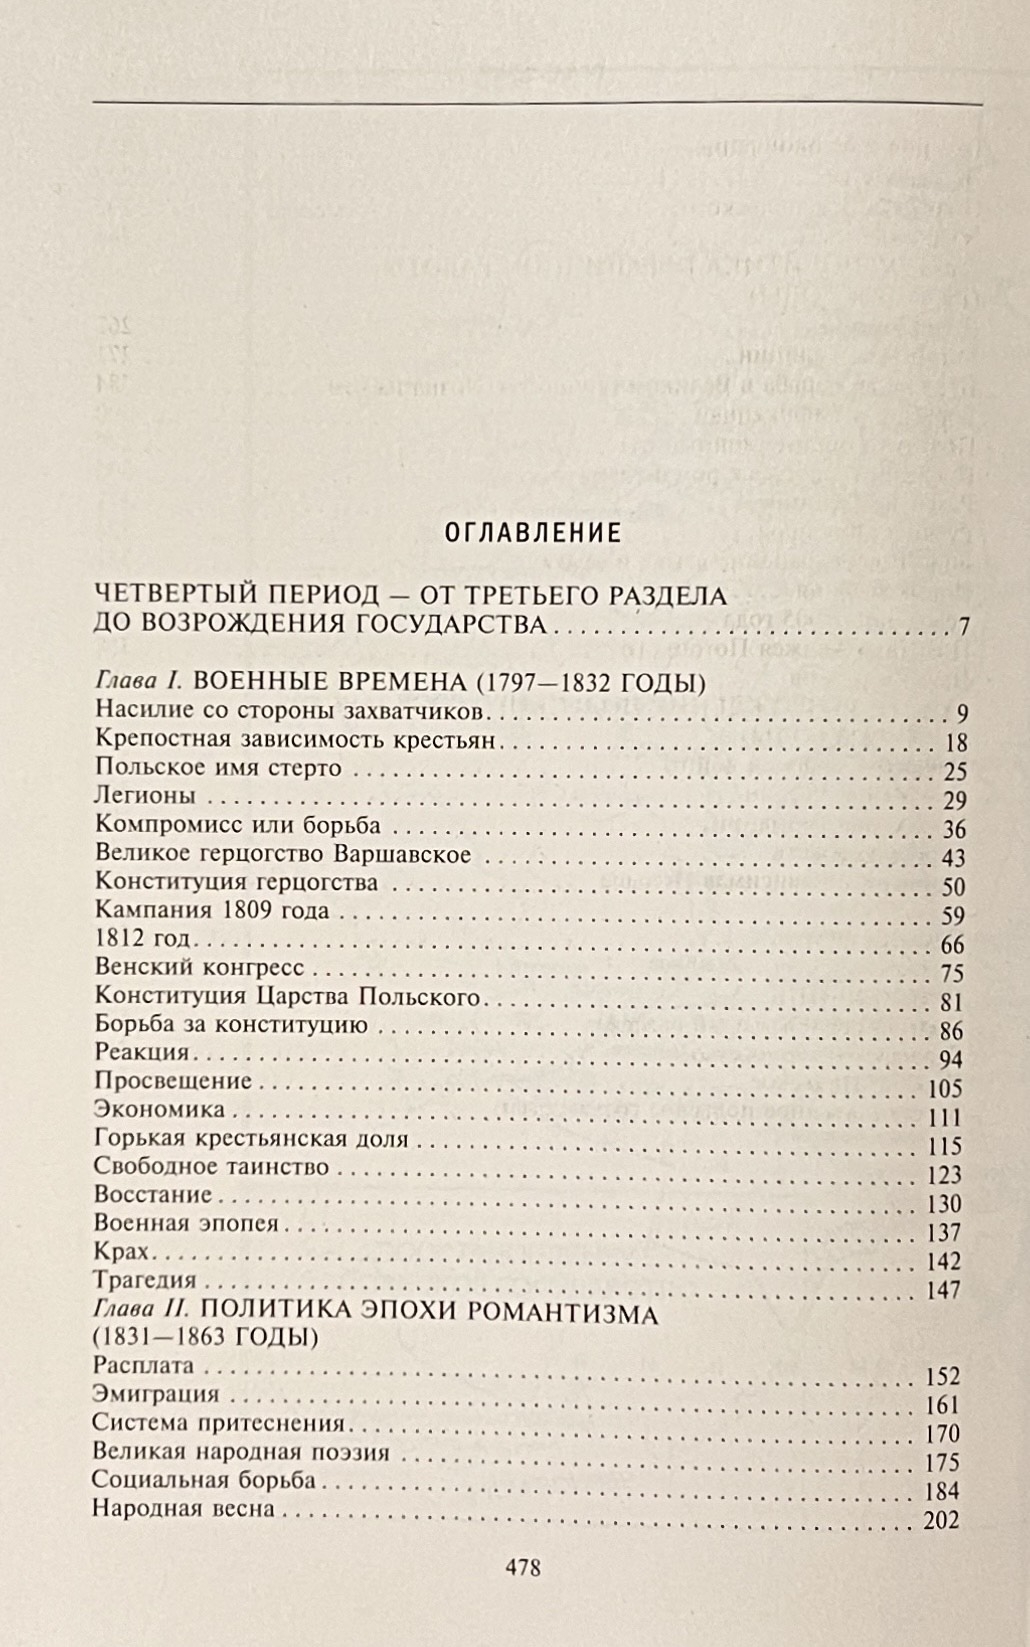 ОГЛАВЛЕНИЕ
ЧЕТВЕРТЫЙ ПЕРИОД — ОТ ТРЕТЬЕГО РАЗДЕЛА
ДО ВОЗРОЖДЕНИЯ ГОСУДАРСТВА . . . . . . . . . . . . . . . . . . . . . . . . . . 7
Глава I. ВОЕННЫЕ ВРЕМЕНА (1797—1832 ГОДЫ)
Насилие со стороны захватчиков. . . . . . . . . . . . . . . . . . . . . . . . . . 9
Крепостная зависимость крестьян . . . . . . . . . . . . . . . . . . . . . . . . . . 18
Польское имя стерто . . . . . . . . . . . . . . . . . . . . . . . . . . 25
Легионы . . . . . . . . . . . . . . . . . . . . . . . . . . 29
Компромисс или борьба . . . . . . . . . . . . . . . . . . . . . . . . . . 36
Великое герцогство Варшавское . . . . . . . . . . . . . . . . . . . . . . . . . . 43
Конституция герцогства . . . . . . . . . . . . . . . . . . . . . . . . . . 50
Кампания 1809 года . . . . . . . . . . . . . . . . . . . . . . . . . . 59
1812 год. . . . . . . . . . . . . . . . . . . . . . . . . . 66
Венский конгресс . . . . . . . . . . . . . . . . . . . . . . . . . . 75
Конституция Царства Польского. . . . . . . . . . . . . . . . . . . . . . . . . . 81
Борьба за конституцию . . . . . . . . . . . . . . . . . . . . . . . . . . 86
Реакция. . . . . . . . . . . . . . . . . . . . . . . . . . 94
Просвещение . . . . . . . . . . . . . . . . . . . . . . . . . . 105
Экономика . . . . . . . . . . . . . . . . . . . . . . . . . . 111
Горькая крестьянская доля . . . . . . . . . . . . . . . . . . . . . . . . . . 115
Свободное таинство . . . . . . . . . . . . . . . . . . . . . . . . . . 123
Восстание . . . . . . . . . . . . . . . . . . . . . . . . . . 130
Военная эпопея . . . . . . . . . . . . . . . . . . . . . . . . . . 137
Крах. . . . . . . . . . . . . . . . . . . . . . . . . . 142
Трагедия . . . . . . . . . . . . . . . . . . . . . . . . . . 147
Глава II. ПОЛИТИКА ЭПОХИ РОМАНТИЗМА
(1831—1863 ГОДЫ)
Расплата . . . . . . . . . . . . . . . . . . . . . . . . . . 152
Эмиграция . . . . . . . . . . . . . . . . . . . . . . . . . . 161
Система притеснения. . . . . . . . . . . . . . . . . . . . . . . . . . 170
Великая народная поэзия . . . . . . . . . . . . . . . . . . . . . . . . . . 175
Социальная борьба . . . . . . . . . . . . . . . . . . . . . . . . . . 184
Народная весна . . . . . . . . . . . . . . . . . . . . . . . . . . 202
478